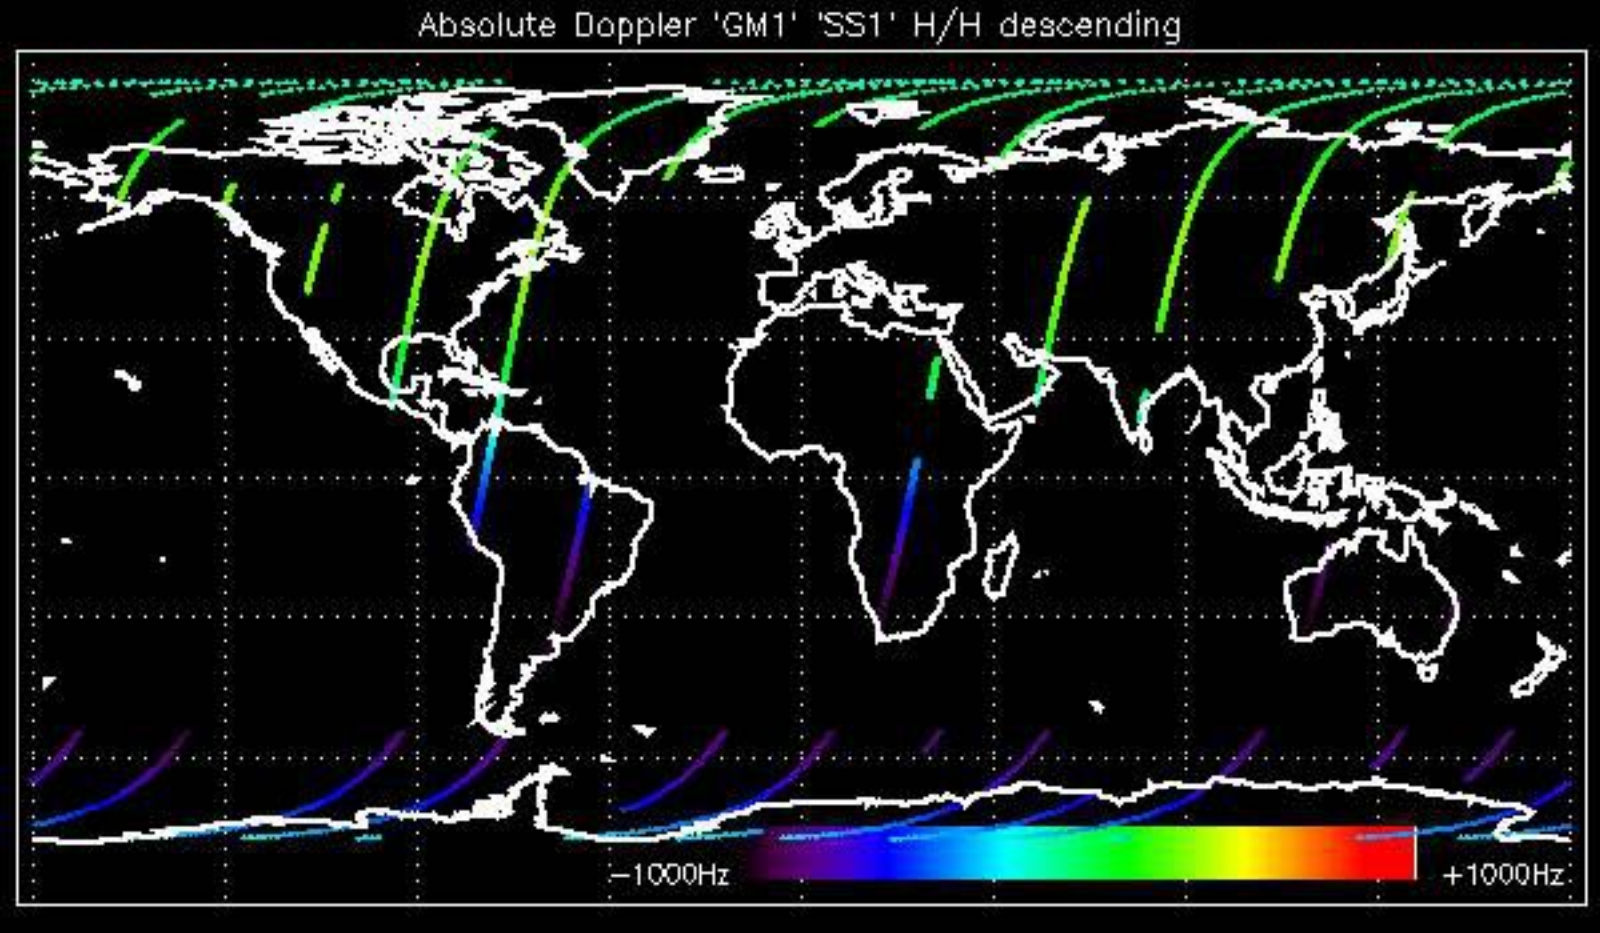 Absolute Doppler 'GM1' 'SS1' H/H descending
−1000Hz
+1000Hz